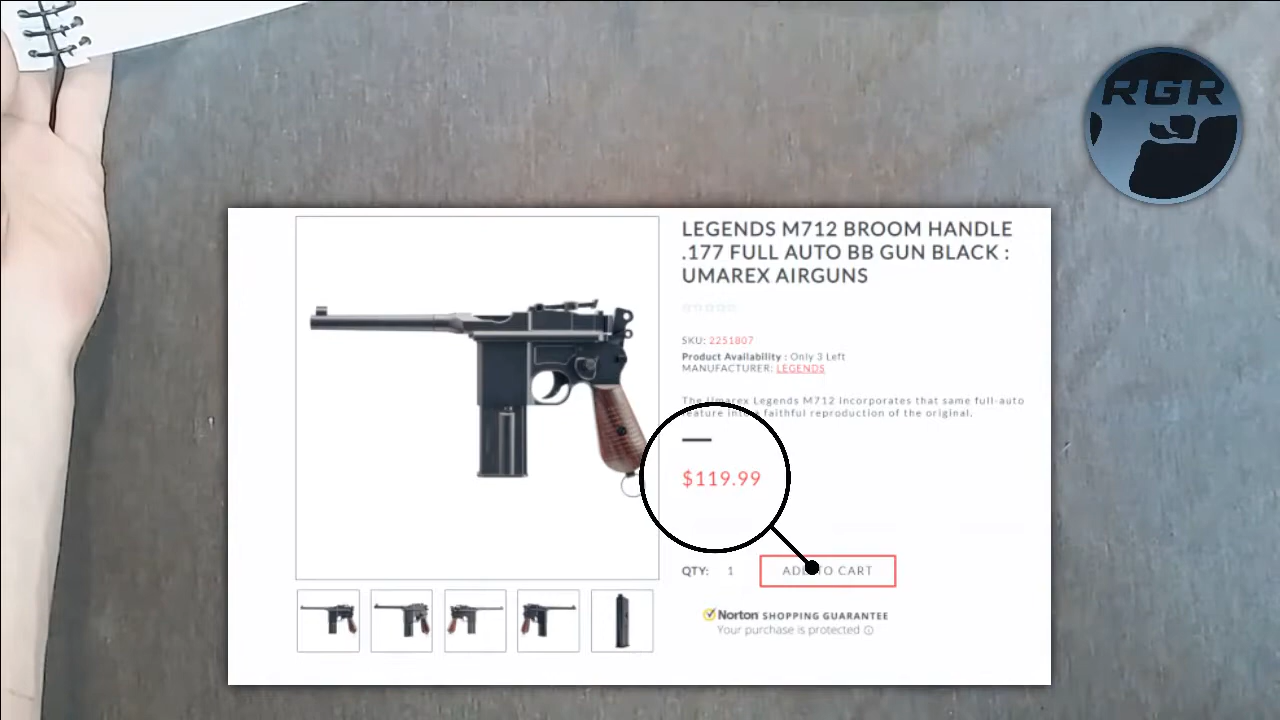 RGR
LEGENDS M712 BROOM HANDLE
.177 FULL AUTO BB GUN BLACK :
UMAREX AIRGUNS
SKU: 2251807
Product Availability : Only 3 Left
MANUFACTURER: LEGENDS
The Umarex Legends M712 incorporates that same full-auto
feature into a faithful reproduction of the original.
$119.99
QTY: 1 ADD TO CART
Norton SHOPPING GUARANTEE
Your purchase is protected